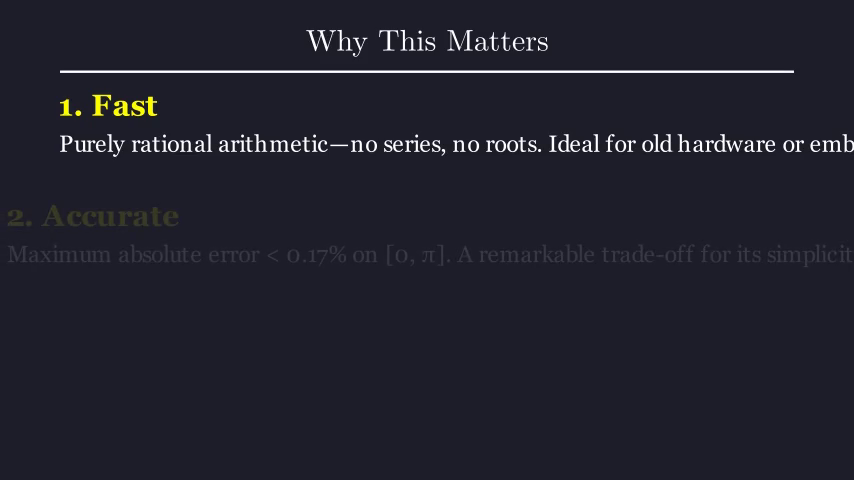 Why This Matters
1. Fast
Purely rational arithmetic—no series, no roots. Ideal for old hardware or emb
2. Accurate
Maximum absolute error < 0.17% on [0, π]. A remarkable trade-off for its simplicit